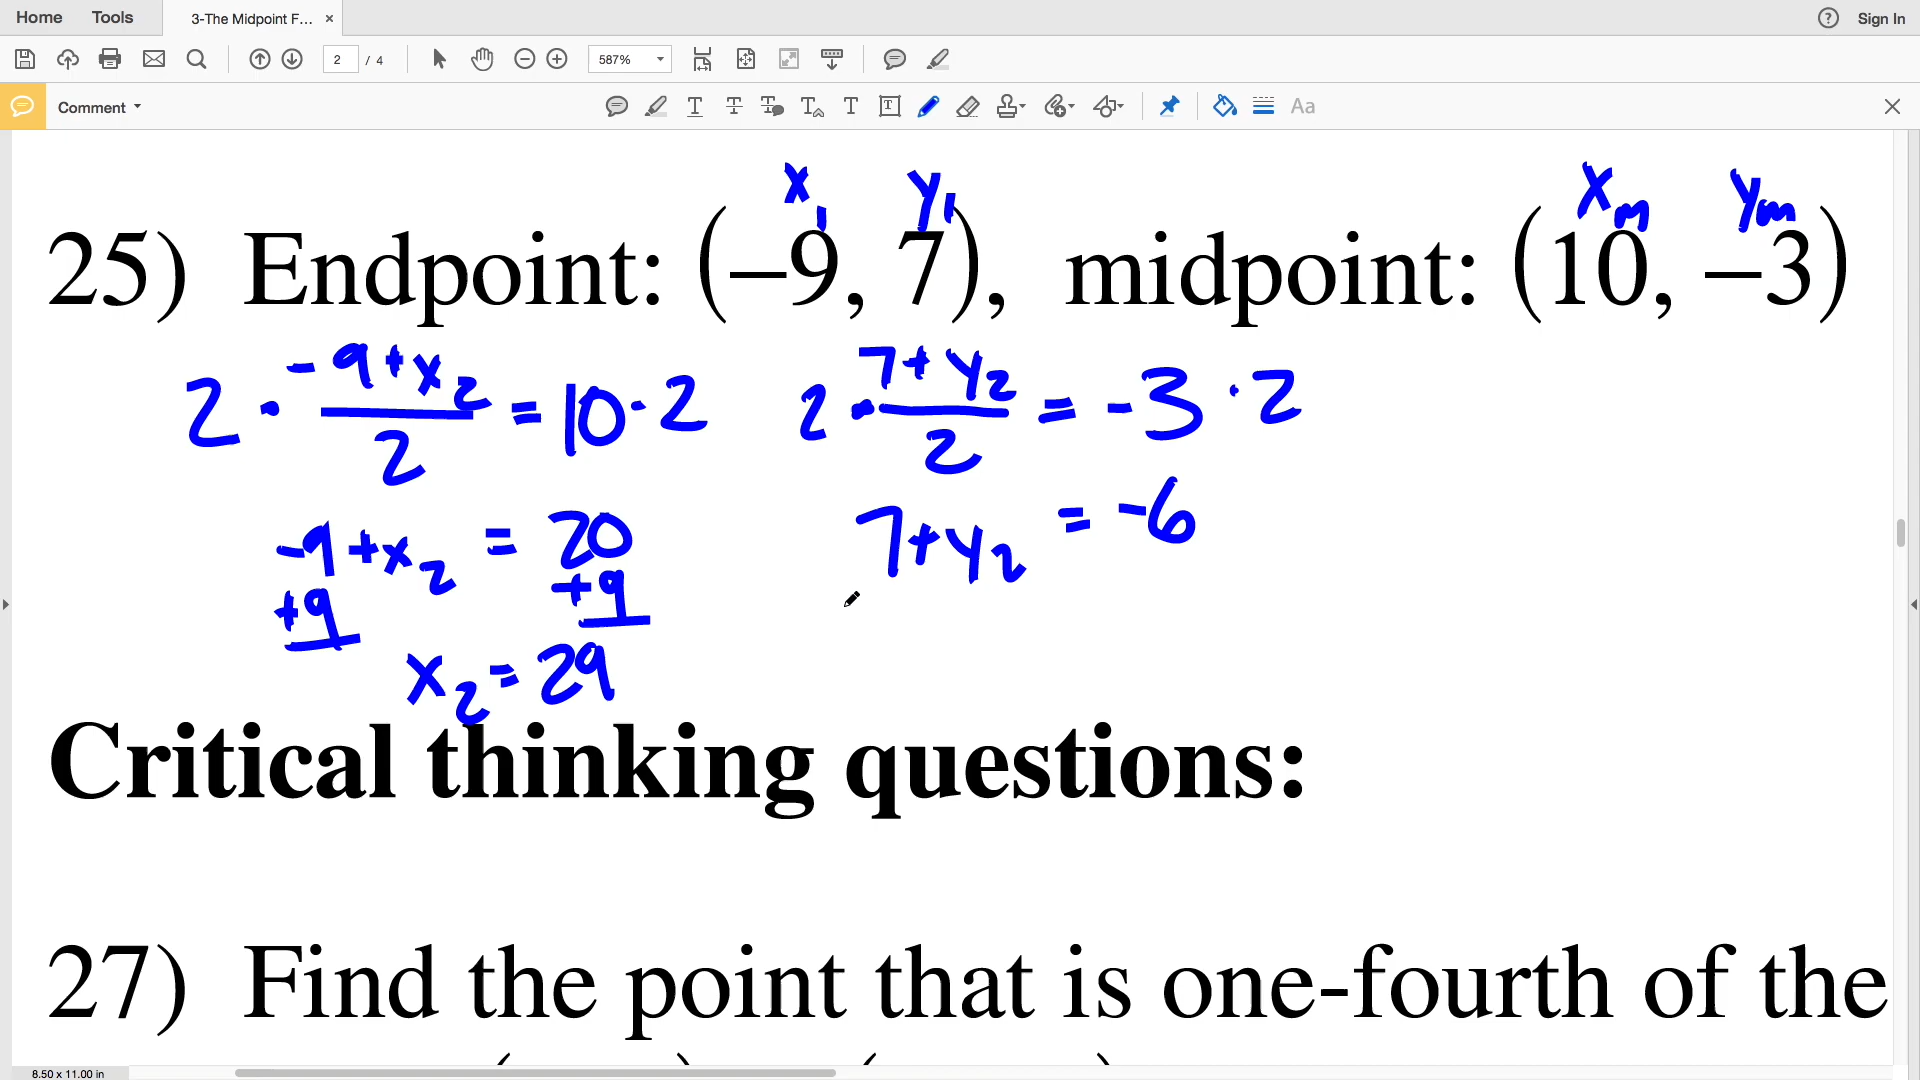 Home Tools 3-The Midpoint F... × Sign In
2 / 4 587%
Comment Aa
x₁ y₁ xₘ yₘ
25) Endpoint: (−9, 7), midpoint: (10, −3)
2 · (-9+x₂)/2 = 10·2 2 · (7+y₂)/2 = -3 · 2
-9+x₂ = 20 7+y₂ = -6
+9 +9
x₂ = 29
Critical thinking questions:
27) Find the point that is one-fourth of the
8.50 x 11.00 in